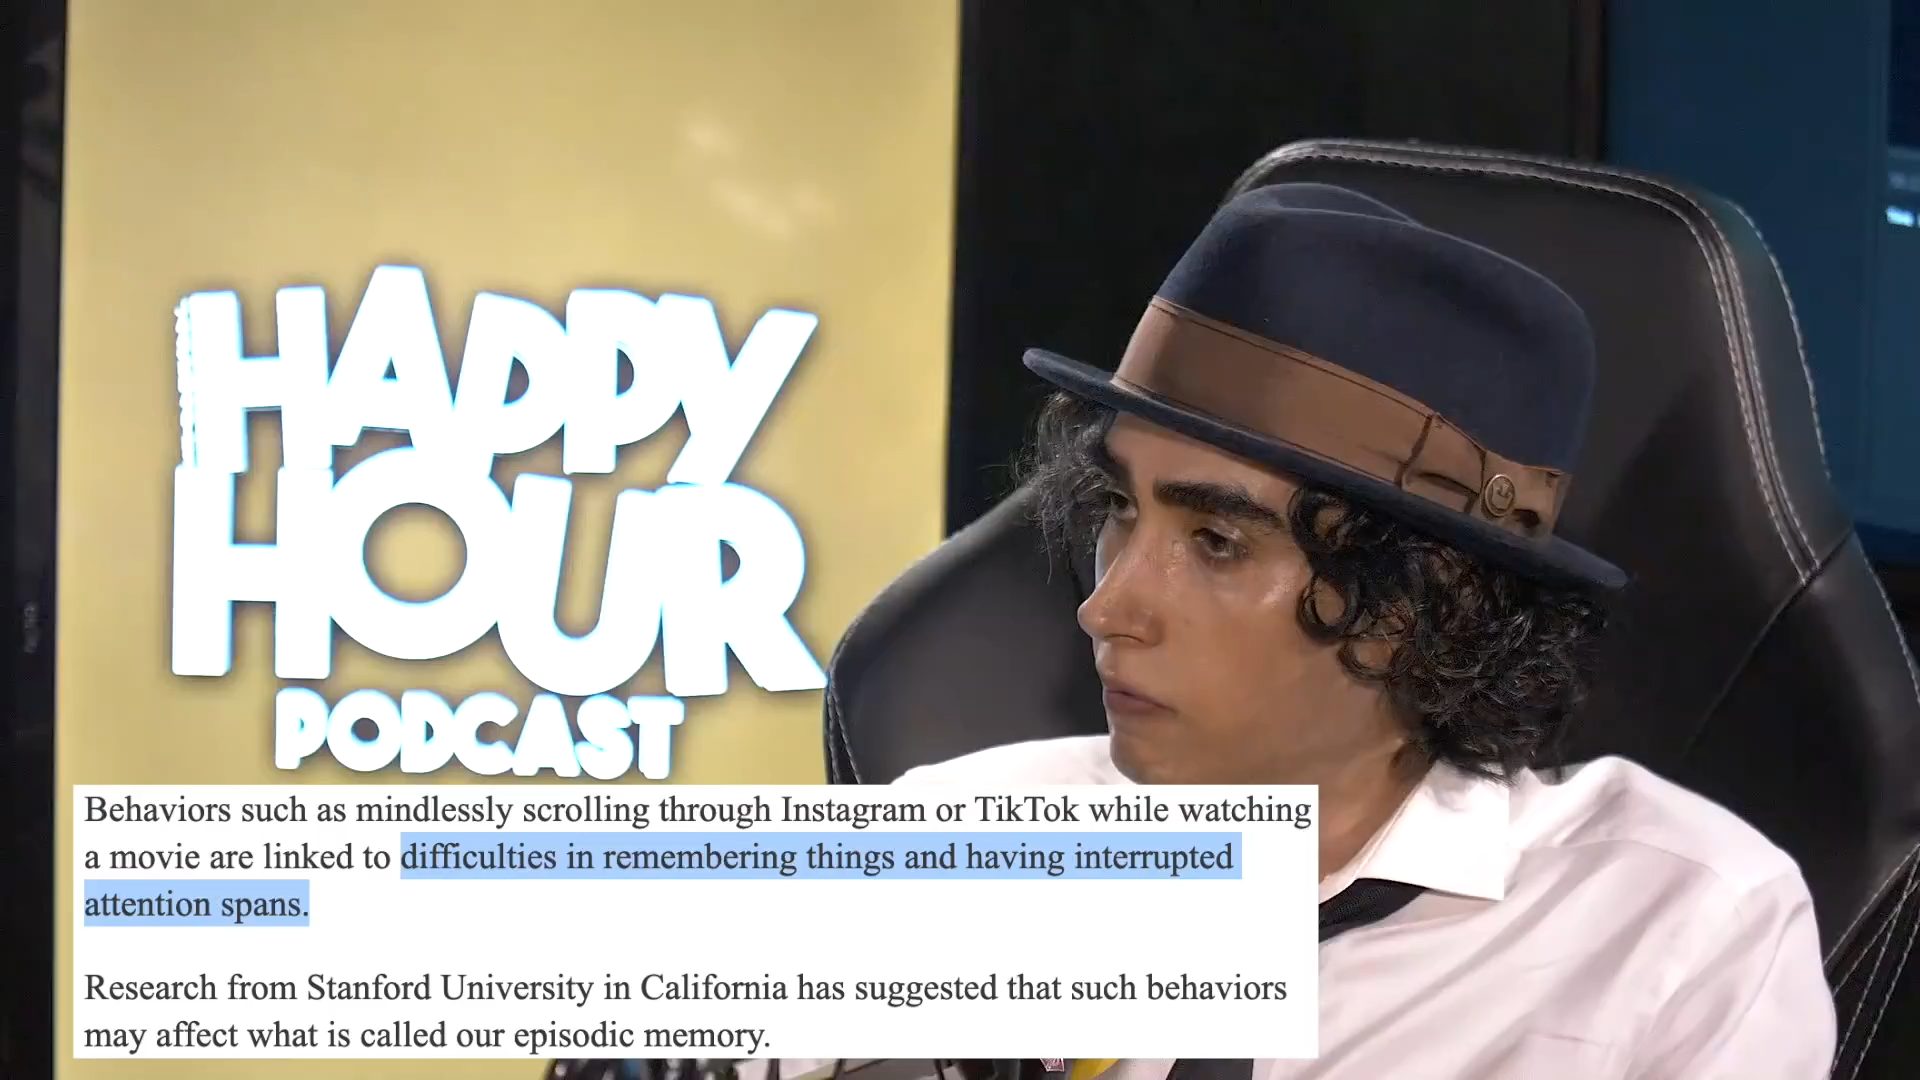 HAPPY
HOUR
PODCAST
Behaviors such as mindlessly scrolling through Instagram or TikTok while watching
a movie are linked to difficulties in remembering things and having interrupted
attention spans.
Research from Stanford University in California has suggested that such behaviors
may affect what is called our episodic memory.